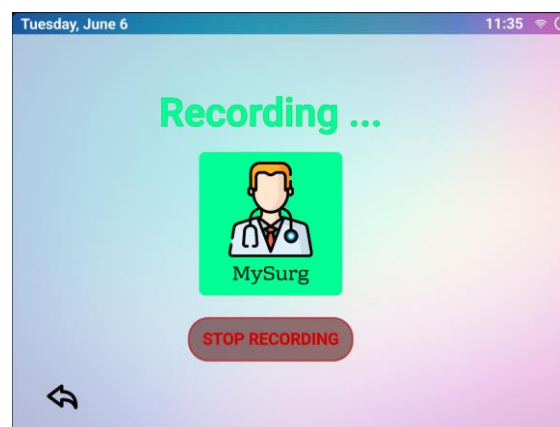 Tuesday, June 6
11:35
Recording ...
MySurg
STOP RECORDING